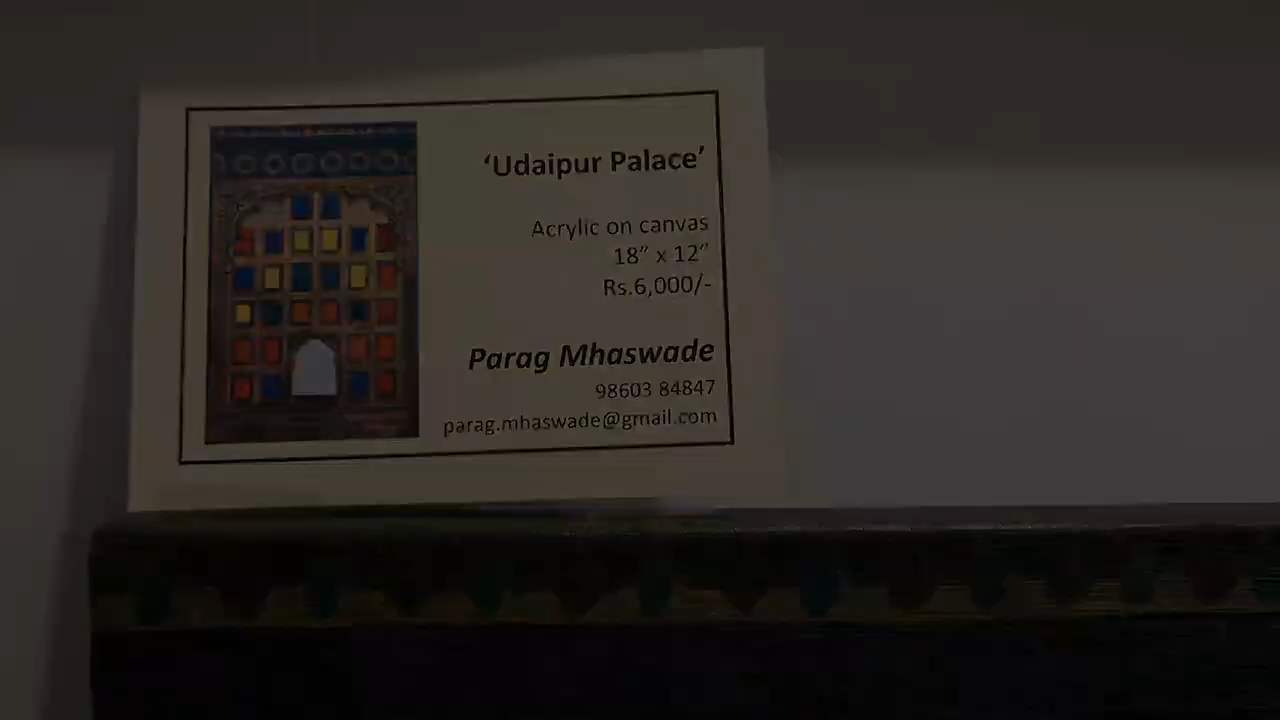 ‘Udaipur Palace’
Acrylic on canvas
18” x 12”
Rs.6,000/-
Parag Mhaswade
98603 84847
parag.mhaswade@gmail.com